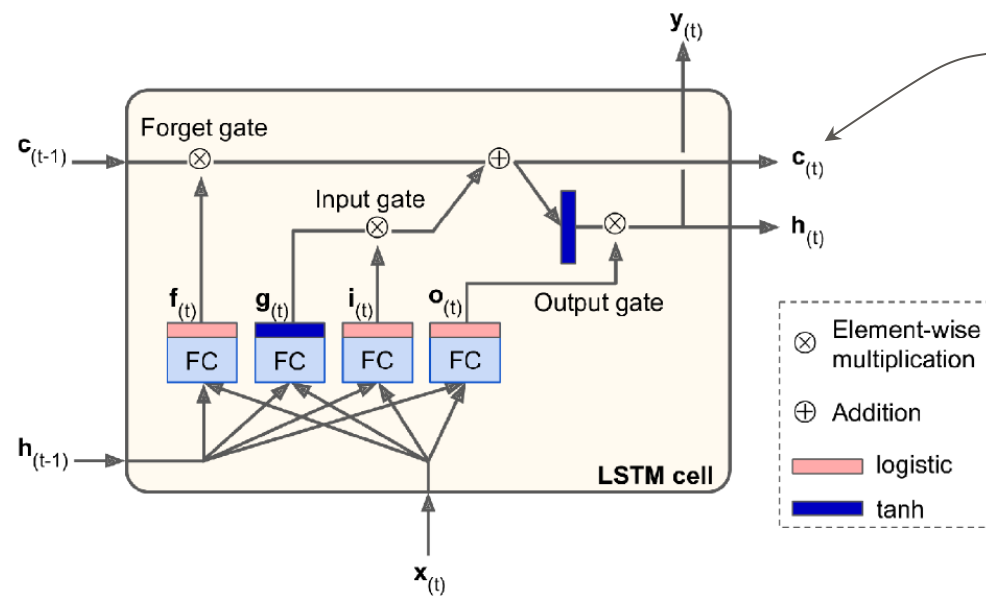 y(t)
Forget gate
c(t-1)
c(t)
Input gate
h(t)
f(t)
g(t)
i(t)
o(t)
Output gate
FC
FC
FC
FC
Element-wise
multiplication
Addition
h(t-1)
LSTM cell
logistic
tanh
x(t)